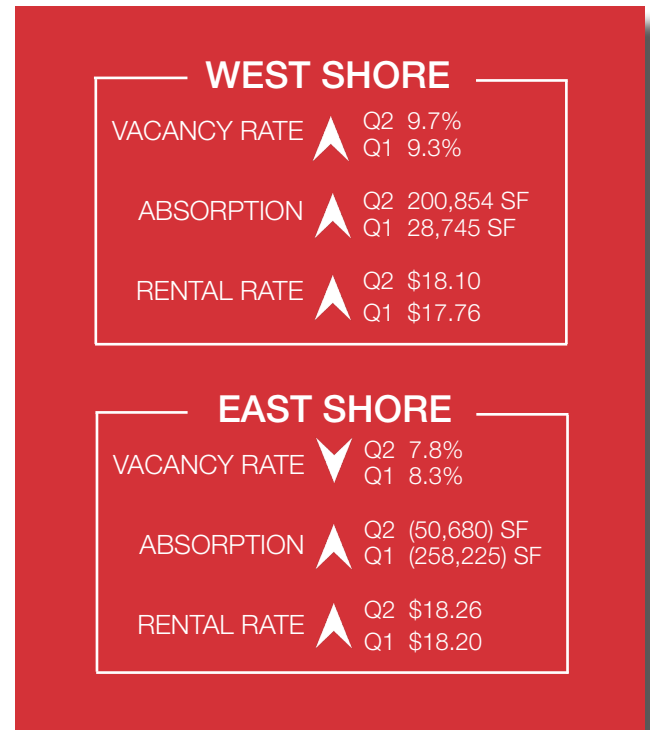 WEST SHORE
VACANCY RATE
Q2 9.7%
Q1 9.3%
ABSORPTION
Q2 200,854 SF
Q1 28,745 SF
RENTAL RATE
Q2 $18.10
Q1 $17.76
EAST SHORE
VACANCY RATE
Q2 7.8%
Q1 8.3%
ABSORPTION
Q2 (50,680) SF
Q1 (258,225) SF
RENTAL RATE
Q2 $18.26
Q1 $18.20